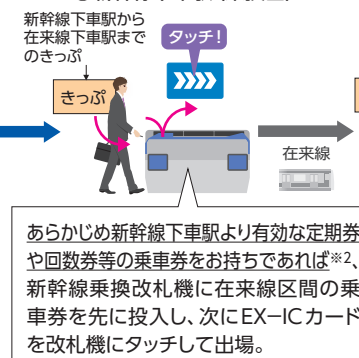 新幹線下車駅から
在来線下車駅まで
のきっぷ
タッチ！
きっぷ
在来線
あらかじめ新幹線下車駅より有効な定期券
や回数券等の乗車券をお持ちであれば※2、
新幹線乗換改札機に在来線区間の乗
車券を先に投入し、次にEX-ICカード
を改札機にタッチして出場。